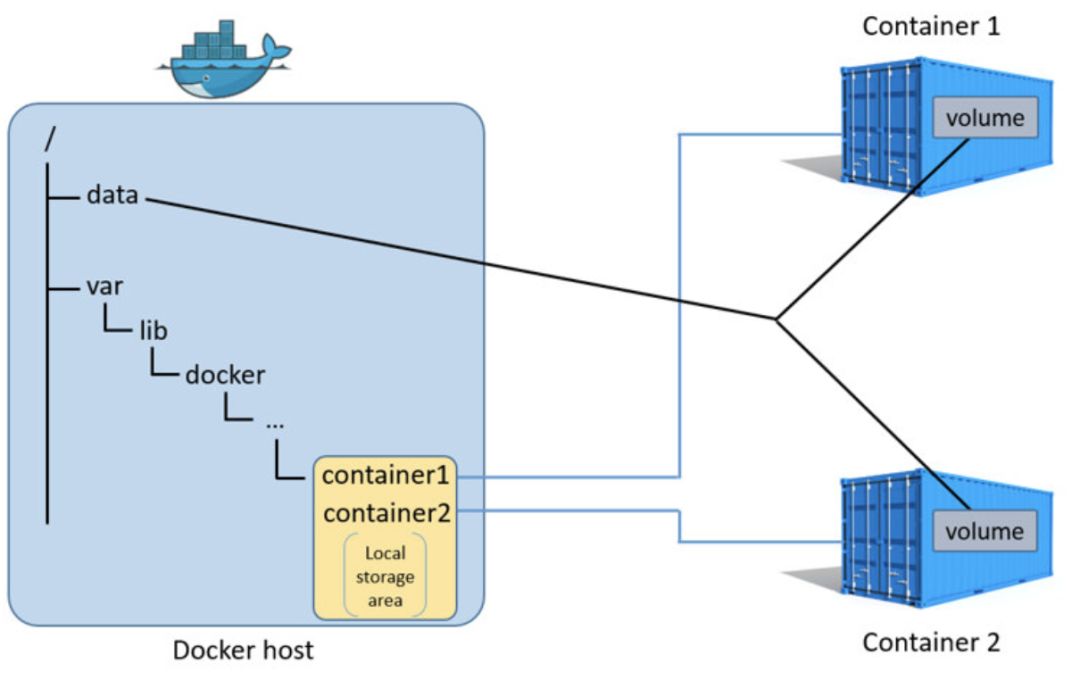 Container 1
volume
/
data
var
lib
docker
...
container1
container2
Local
storage
area
Docker host
volume
Container 2